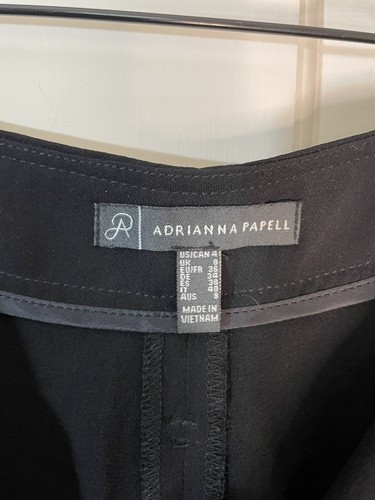 ADRIANNA PAPELL
US/CAN 4
UK 8
EU/FR 36
DE 34
ES 38
IT 40
AUS 8
MADE IN
VIETNAM